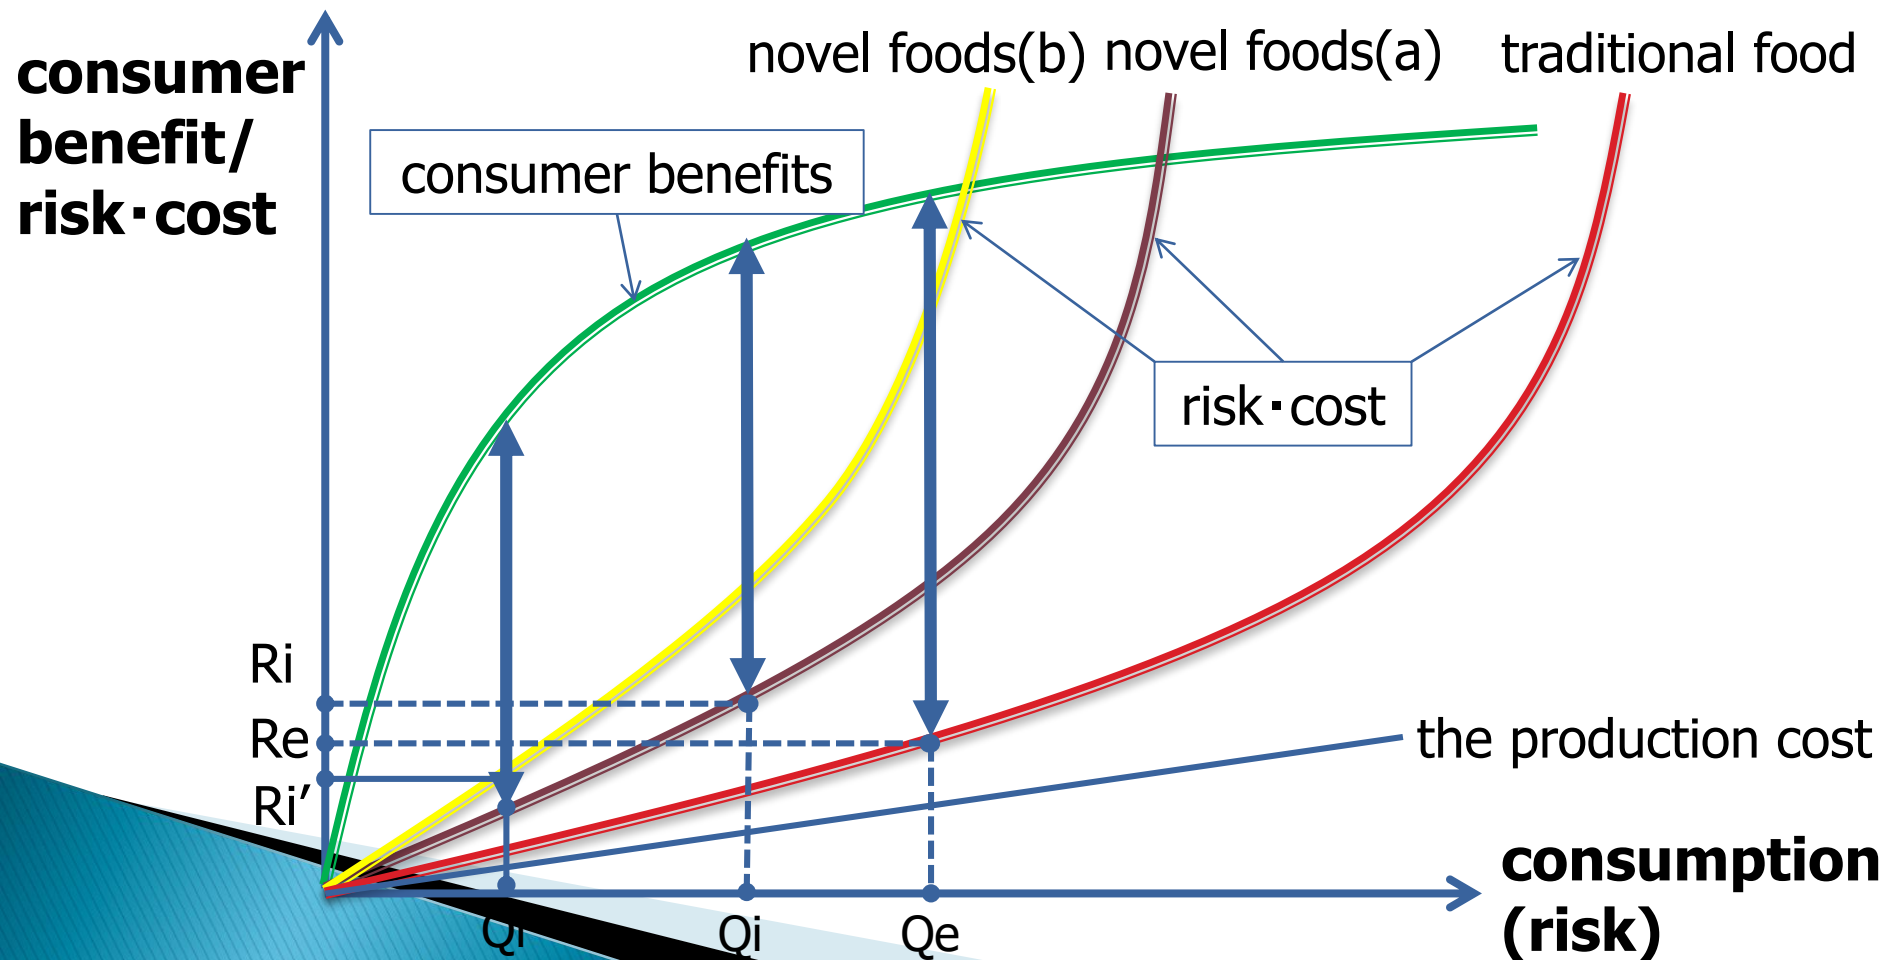 consumer
benefit/
risk·cost
novel foods(b)
novel foods(a)
traditional food
consumer benefits
risk·cost
Ri
Re
Ri’
the production cost
consumption
(risk)
Qi
Qe